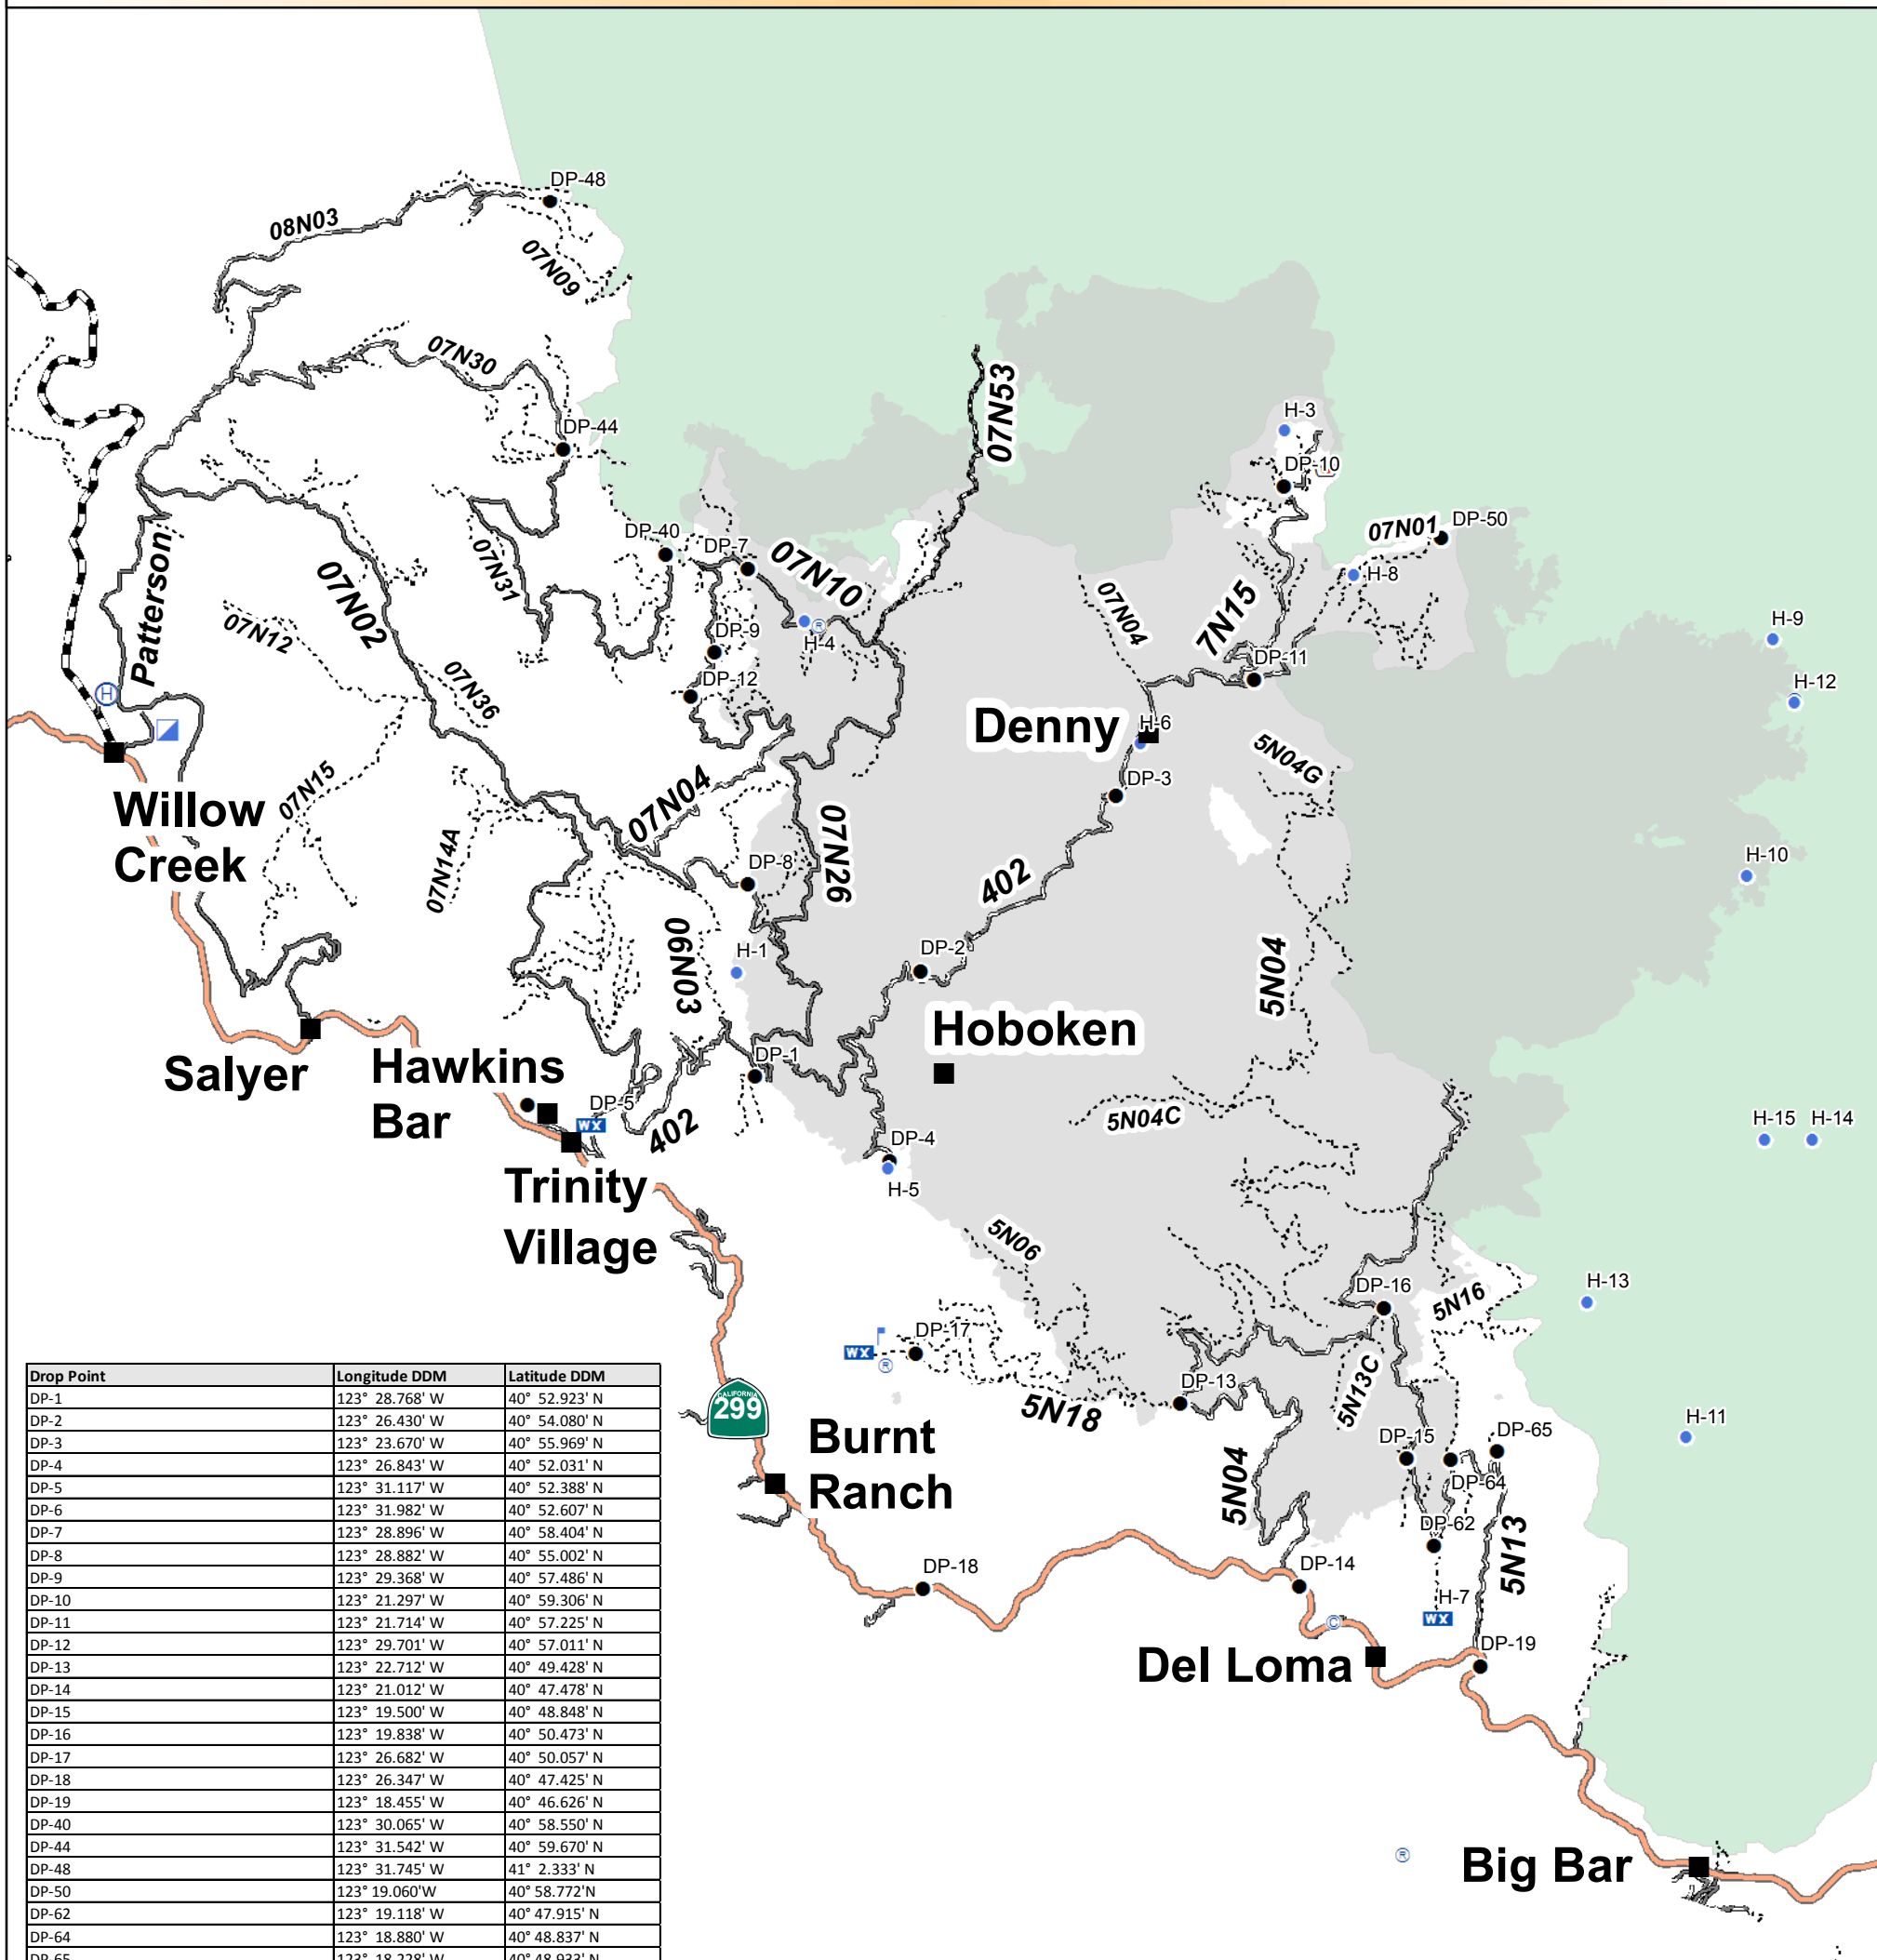 DP-48
08N03
07N09
07N30
07N53
H-3
DP-44
DP-10
07N01
DP-50
DP-40
DP-7
07N10
H-8
07N31
Patterson
07N02
07N04
7N15
H-9
07N12
DP-9
H-4
DP-11
07N36
DP-12
H-12
Denny
H-6
5N04G
DP-3
Willow
Creek
07N15
07N04
07N26
07N14A
DP-8
402
H-10
06N03
H-1
DP-2
5N04
Hoboken
Salyer
Hawkins
Bar
DP-1
DP-5
WX
402
5N04C
H-15
H-14
DP-4
H-5
Trinity
Village
5N06
H-13
DP-16
5N16
WX
DP-17
R
5N13C
DP-13
5N18
CALIFORNIA
299
Burnt
Ranch
H-11
DP-15
DP-65
DP-64
5N04
DP-62
5N13
DP-18
DP-14
H-7
WX
C
DP-19
Del Loma
R
Big Bar
H
R
Drop Point Longitude DDM Latitude DDM
DP-1 123° 28.768' W 40° 52.923' N
DP-2 123° 26.430' W 40° 54.080' N
DP-3 123° 23.670' W 40° 55.969' N
DP-4 123° 26.843' W 40° 52.031' N
DP-5 123° 31.117' W 40° 52.388' N
DP-6 123° 31.982' W 40° 52.607' N
DP-7 123° 28.896' W 40° 58.404' N
DP-8 123° 28.882' W 40° 55.002' N
DP-9 123° 29.368' W 40° 57.486' N
DP-10 123° 21.297' W 40° 59.306' N
DP-11 123° 21.714' W 40° 57.225' N
DP-12 123° 29.701' W 40° 57.011' N
DP-13 123° 22.712' W 40° 49.428' N
DP-14 123° 21.012' W 40° 47.478' N
DP-15 123° 19.500' W 40° 48.848' N
DP-16 123° 19.838' W 40° 50.473' N
DP-17 123° 26.682' W 40° 50.057' N
DP-18 123° 26.347' W 40° 47.425' N
DP-19 123° 18.455' W 40° 46.626' N
DP-40 123° 30.065' W 40° 58.550' N
DP-44 123° 31.542' W 40° 59.670' N
DP-48 123° 31.745' W 41° 2.333' N
DP-50 123° 19.060'W 40° 58.772'N
DP-62 123° 19.118' W 40° 47.915' N
DP-64 123° 18.880' W 40° 48.837' N
DP-65 123° 18.228' W 40° 48.933' N